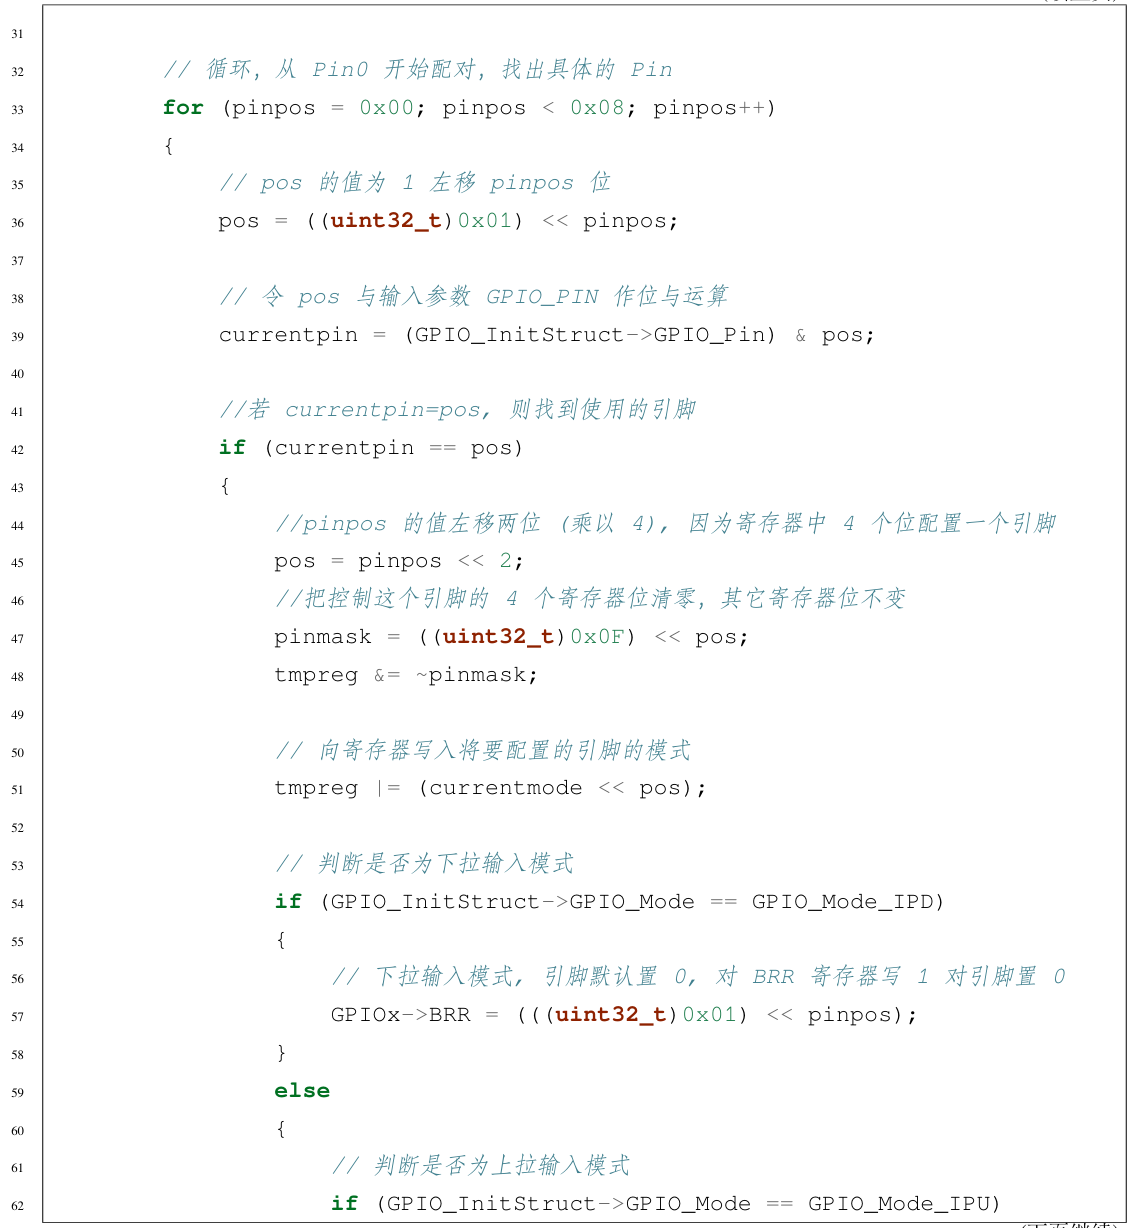 31
32 // 循环，从 Pin0 开始配对，找出具体的 Pin
33 for (pinpos = 0x00; pinpos < 0x08; pinpos++)
34 {
35 // pos 的值为 1 左移 pinpos 位
36 pos = ((uint32_t)0x01) << pinpos;
37
38 // 令 pos 与输入参数 GPIO_PIN 作位与运算
39 currentpin = (GPIO_InitStruct->GPIO_Pin) & pos;
40
41 //若 currentpin=pos, 则找到使用的引脚
42 if (currentpin == pos)
43 {
44 //pinpos 的值左移两位 (乘以 4), 因为寄存器中 4 个位配置一个引脚
45 pos = pinpos << 2;
46 //把控制这个引脚的 4 个寄存器位清零，其它寄存器位不变
47 pinmask = ((uint32_t)0x0F) << pos;
48 tmpreg &= ~pinmask;
49
50 // 向寄存器写入将要配置的引脚的模式
51 tmpreg |= (currentmode << pos);
52
53 // 判断是否为下拉输入模式
54 if (GPIO_InitStruct->GPIO_Mode == GPIO_Mode_IPD)
55 {
56 // 下拉输入模式, 引脚默认置 0, 对 BRR 寄存器写 1 对引脚置 0
57 GPIOx->BRR = (((uint32_t)0x01) << pinpos);
58 }
59 else
60 {
61 // 判断是否为上拉输入模式
62 if (GPIO_InitStruct->GPIO_Mode == GPIO_Mode_IPU)